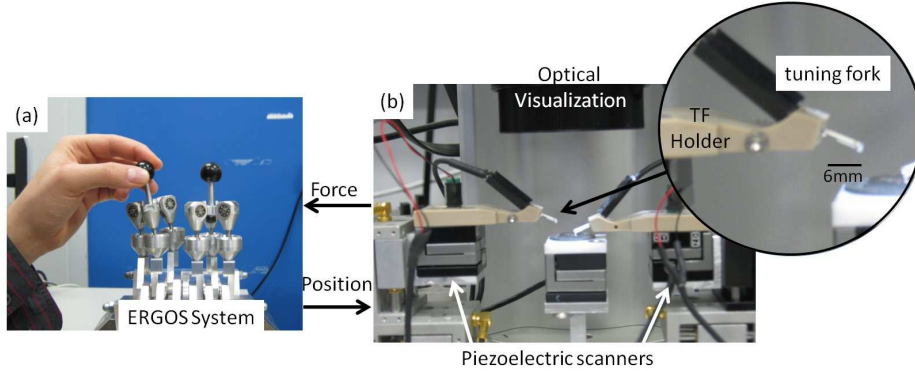 (a)
ERGOS System
Force
Position
(b)
Optical
Visualization
Piezoelectric scanners
tuning fork
TF
Holder
6mm